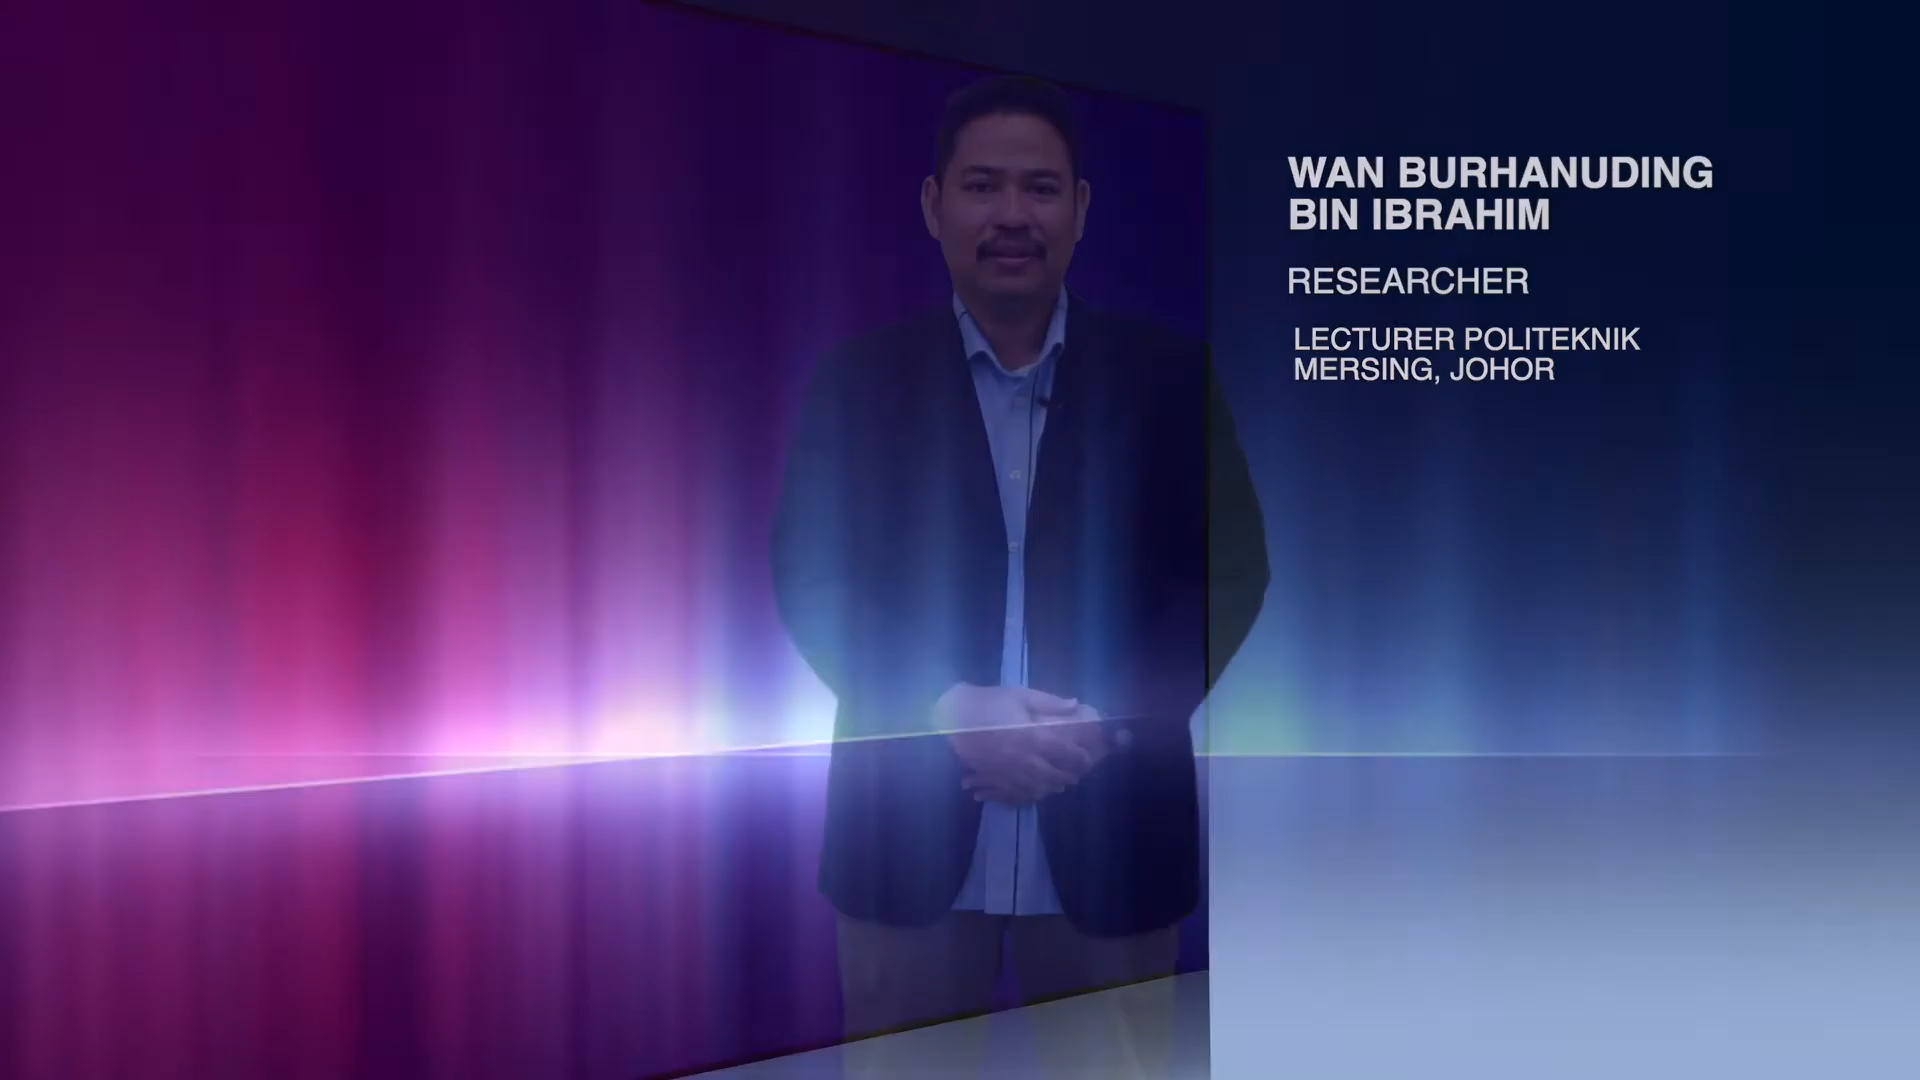 WAN BURHANUDING
BIN IBRAHIM
RESEARCHER
LECTURER POLITEKNIK
MERSING, JOHOR